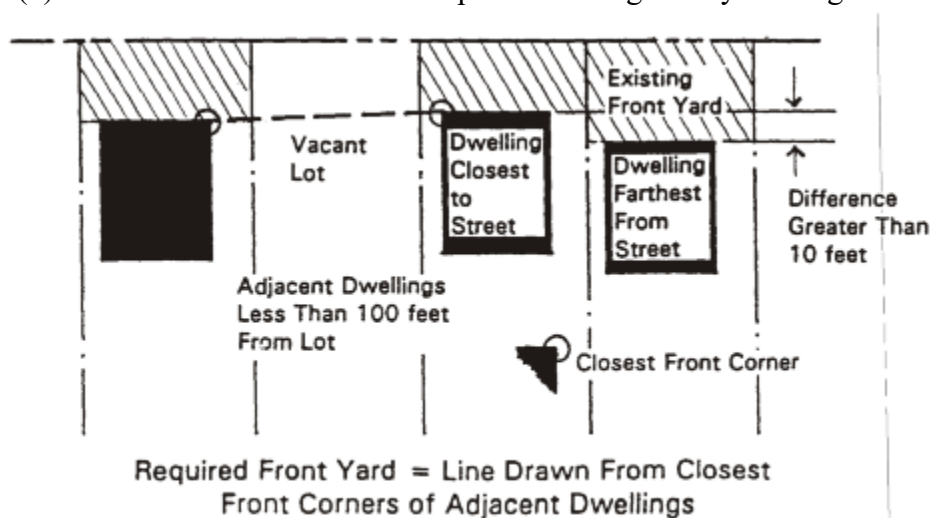 Existing
Front Yard
Vacant
Lot
Dwelling
Closest
to
Street
Dwelling
Farthest
From
Street
Difference
Greater Than
10 feet
Adjacent Dwellings
Less Than 100 feet
From Lot
Closest Front Corner
Required Front Yard = Line Drawn From Closest
Front Corners of Adjacent Dwellings